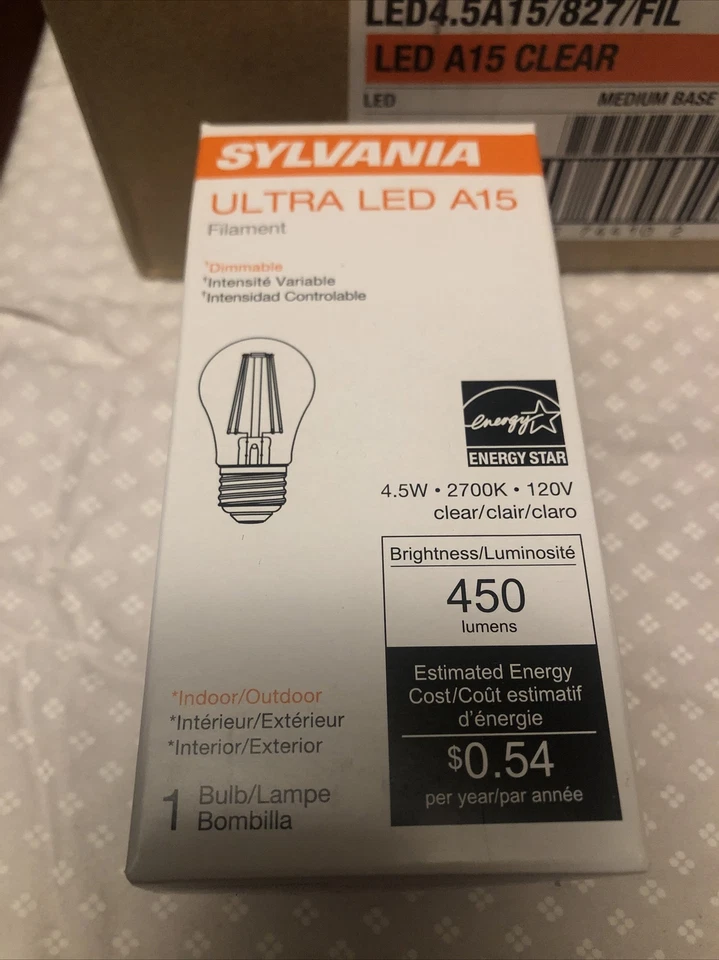 LED4.5A15/827/FIL
LED A15 CLEAR
LED MEDIUM BASE
SYLVANIA
ULTRA LED A15
Filament
†Dimmable
†Intensité Variable
†Intensidad Controlable
energy
ENERGY STAR
4.5W • 2700K • 120V
clear/clair/claro
Brightness/Luminosité
450
lumens
Estimated Energy
Cost/Coût estimatif
d'énergie
$0.54
per year/par année
*Indoor/Outdoor
*Intérieur/Extérieur
*Interior/Exterior
1 Bulb/Lampe
Bombilla